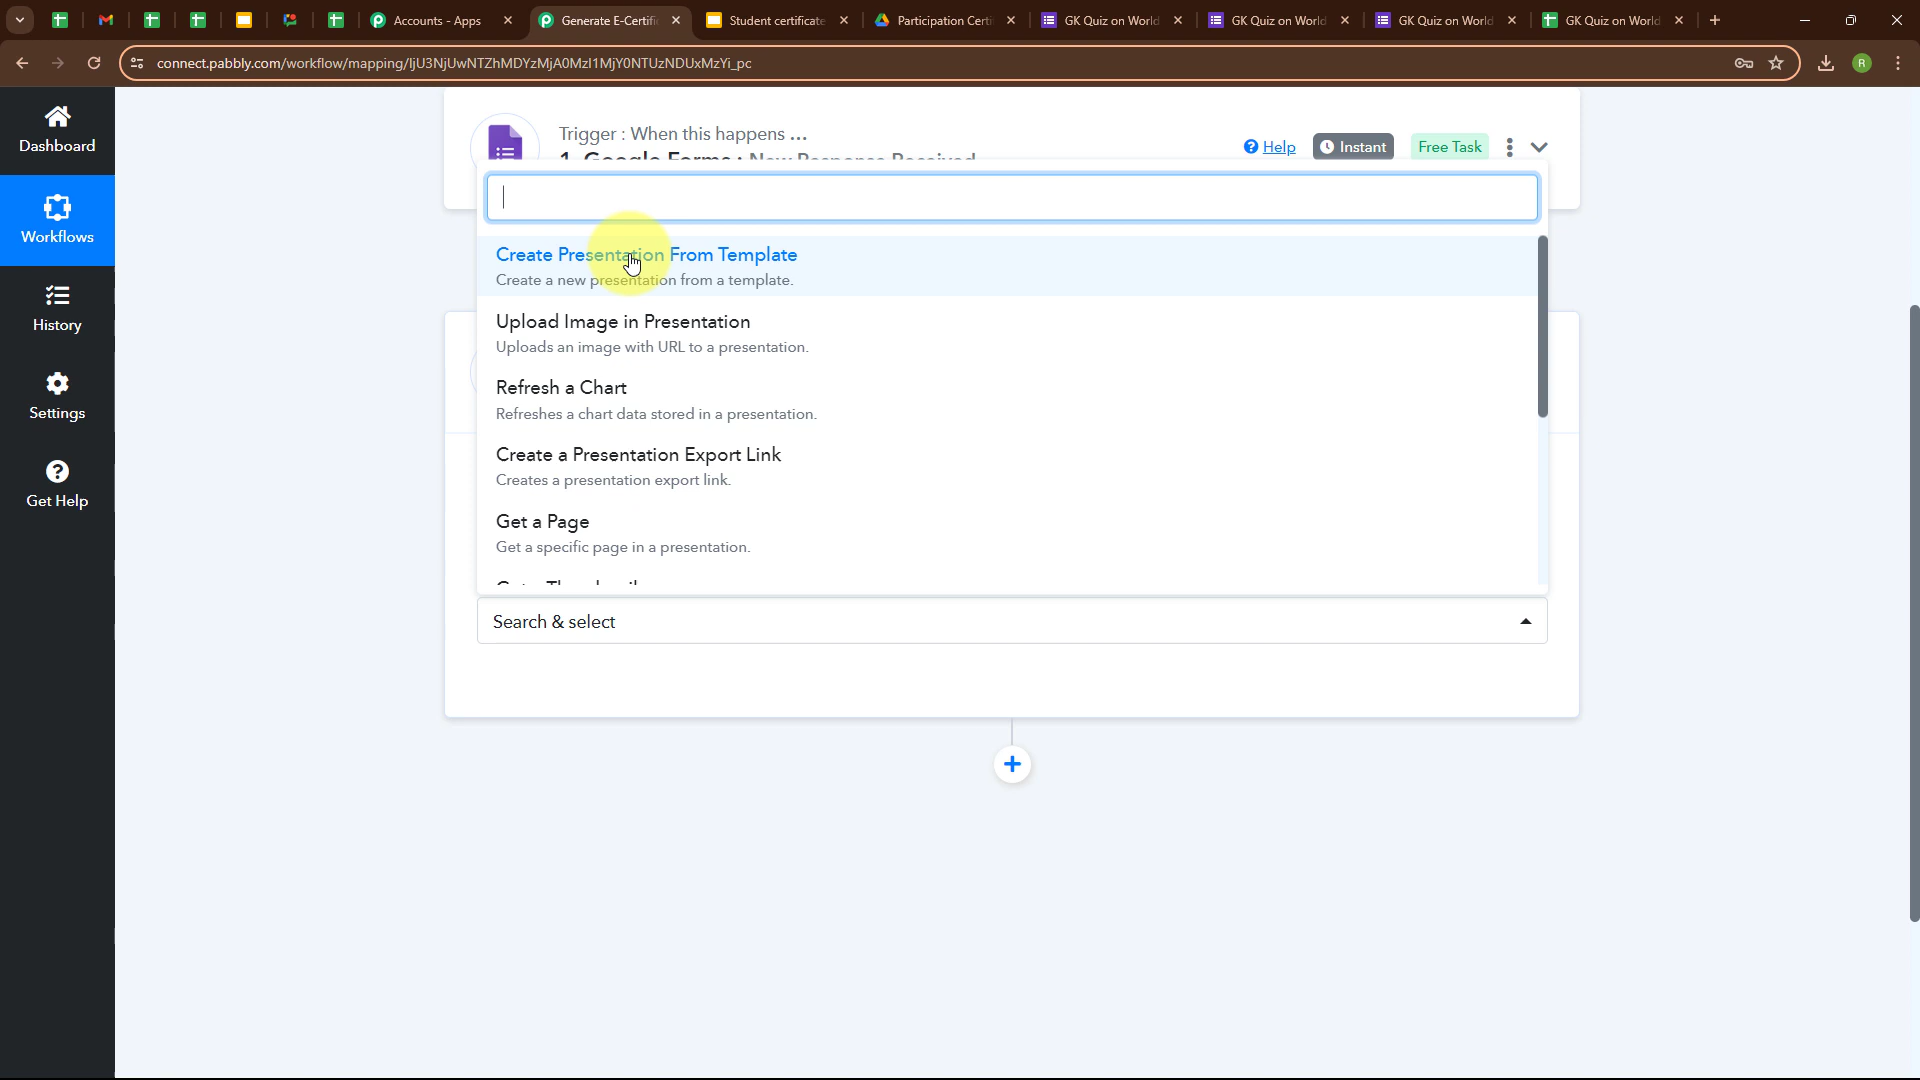 Accounts - Apps
Generate E-Certifi
Student certificate
Participation Certi
GK Quiz on World
GK Quiz on World
GK Quiz on World
GK Quiz on World
connect.pabbly.com/workflow/mapping/IjU3NjUwNTZhMDYzMjA0MzI1MjY0NTUzNDUxMzYi_pc
R
Dashboard
Workflows
History
Settings
Get Help
Trigger : When this happens ...
1. Google Forms : New Response Received
Help
Instant
Free Task
Create Presentation From Template
Create a new presentation from a template.
Upload Image in Presentation
Uploads an image with URL to a presentation.
Refresh a Chart
Refreshes a chart data stored in a presentation.
Create a Presentation Export Link
Creates a presentation export link.
Get a Page
Get a specific page in a presentation.
Search & select